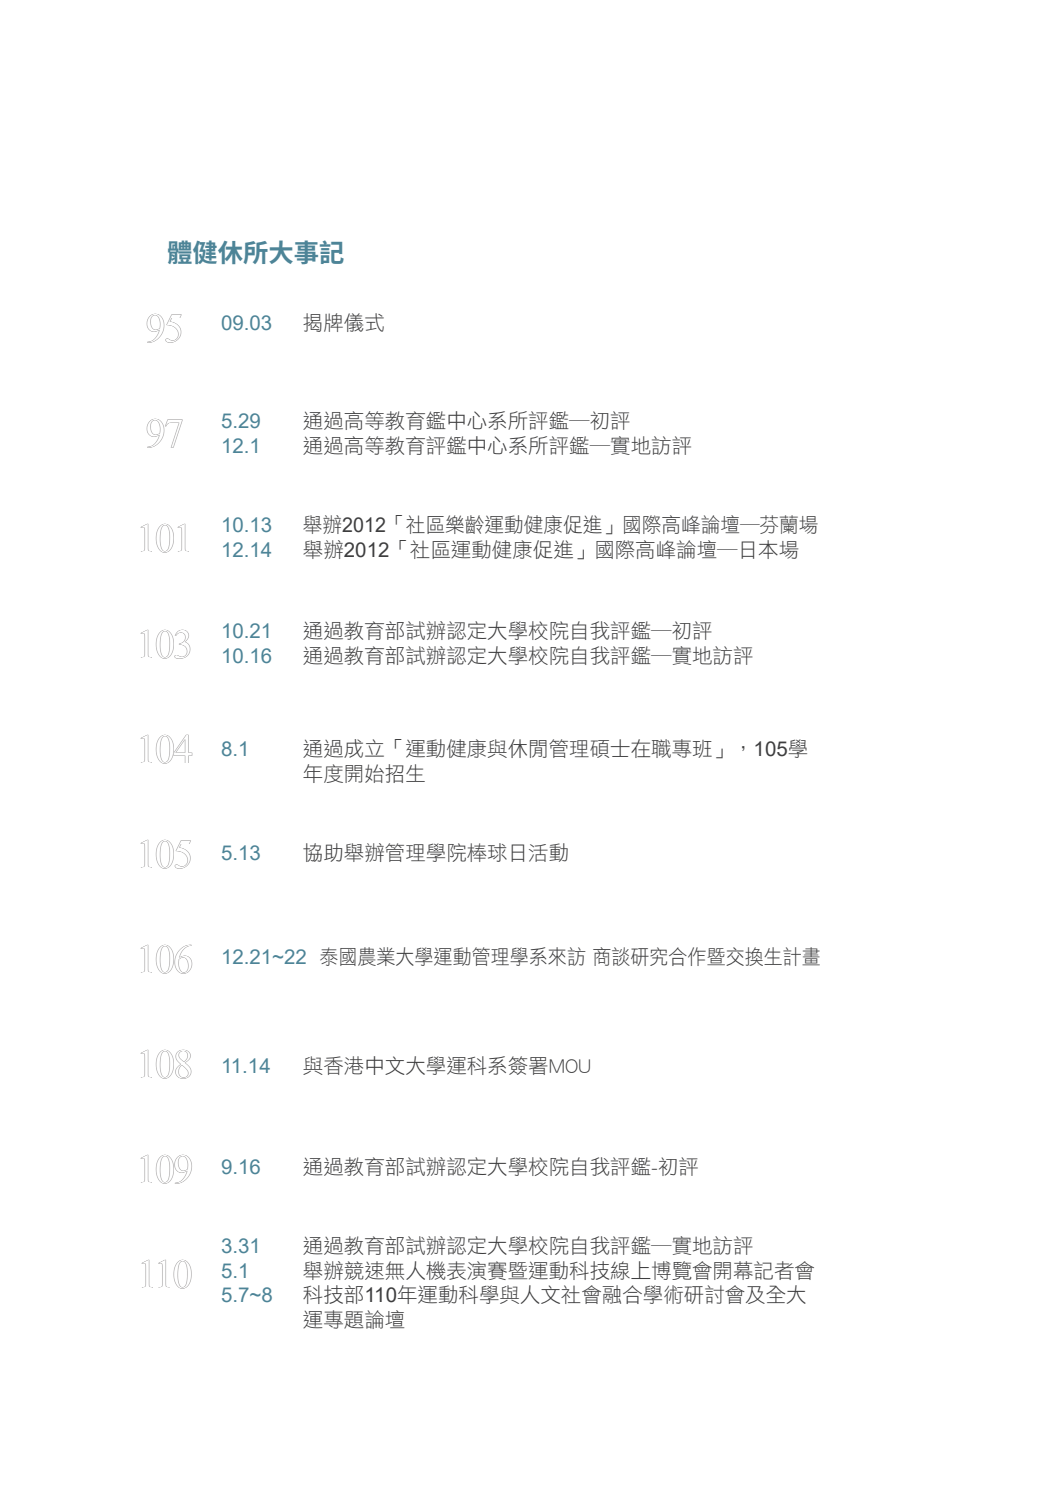 體健休所大事記
95 09.03 揭牌儀式
97 5.29 通過高等教育鑑中心系所評鑑─初評
12.1 通過高等教育評鑑中心系所評鑑─實地訪評
101 10.13 舉辦2012「社區樂齡運動健康促進」國際高峰論壇─芬蘭場
12.14 舉辦2012「社區運動健康促進」國際高峰論壇─日本場
103 10.21 通過教育部試辦認定大學校院自我評鑑─初評
10.16 通過教育部試辦認定大學校院自我評鑑─實地訪評
104 8.1 通過成立「運動健康與休閒管理碩士在職專班」，105學
年度開始招生
105 5.13 協助舉辦管理學院棒球日活動
106 12.21~22 泰國農業大學運動管理學系來訪 商談研究合作暨交換生計畫
108 11.14 與香港中文大學運科系簽署MOU
109 9.16 通過教育部試辦認定大學校院自我評鑑-初評
110 3.31 通過教育部試辦認定大學校院自我評鑑─實地訪評
5.1 舉辦競速無人機表演賽暨運動科技線上博覽會開幕記者會
5.7~8 科技部110年運動科學與人文社會融合學術研討會及全大
運專題論壇